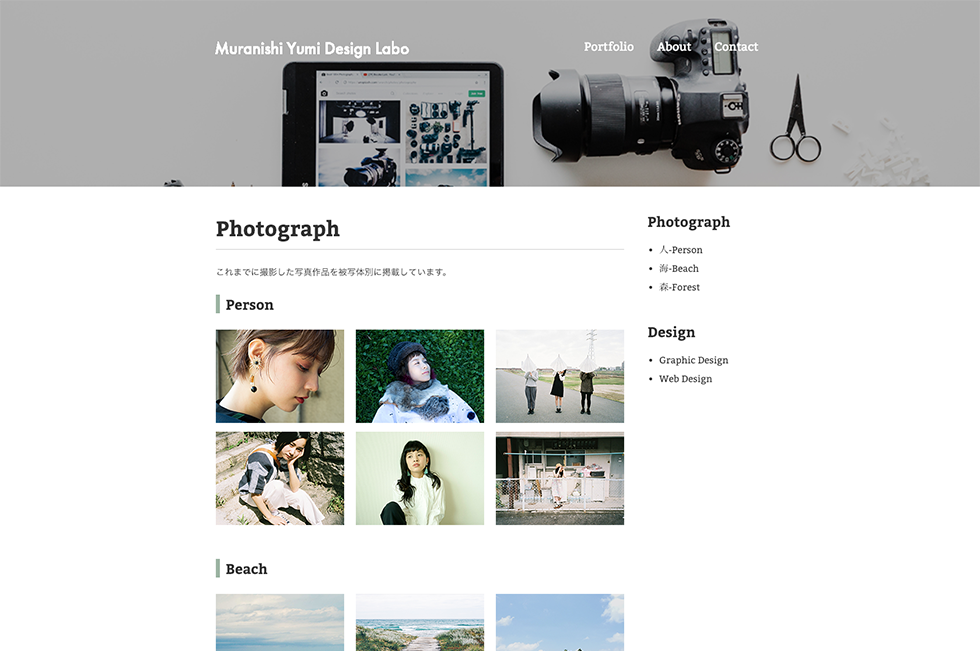 Muranishi Yumi Design Labo
Portfolio
About
Contact
Photograph
これまでに撮影した写真作品を被写体別に掲載しています。
Person
Beach
Photograph
人-Person
海-Beach
森-Forest
Design
Graphic Design
Web Design